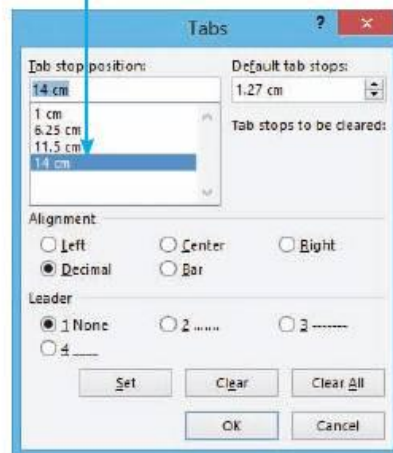 Tabs ? ×
Tab stop position: Default tab stops:
14 cm 1.27 cm
1 cm Tab stops to be cleared:
6.25 cm
11.5 cm
14 cm
Alignment
Left Center Right
Decimal Bar
Leader
1 None 2 ....... 3 -------
4 ____
Set Clear Clear All
OK Cancel